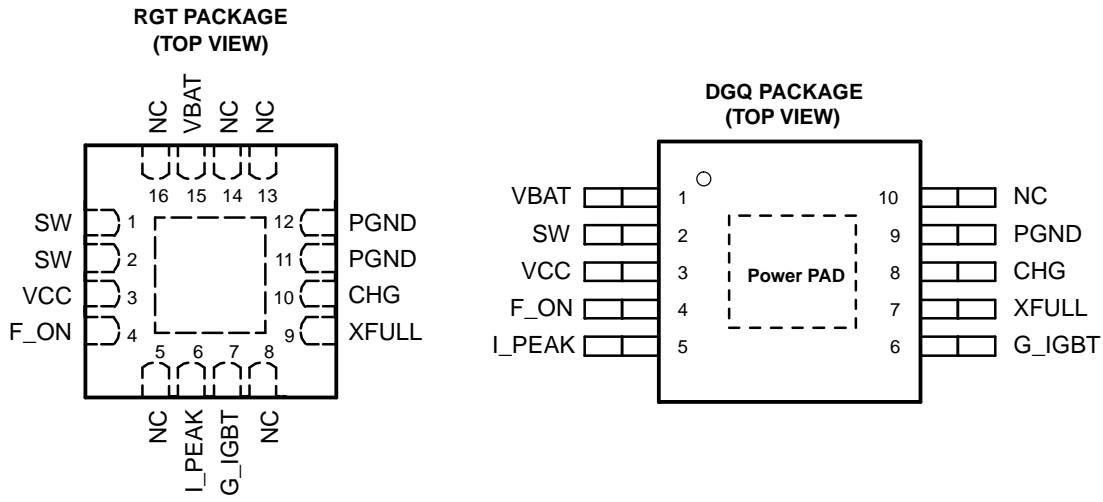 RGT PACKAGE
(TOP VIEW)
NC
VBAT
NC
NC
16 15 14 13
SW 1 12 PGND
SW 2 11 PGND
VCC 3 10 CHG
F_ON 4 9 XFULL
5 6 7 8
NC
I_PEAK
G_IGBT
NC
DGQ PACKAGE
(TOP VIEW)
VBAT 1 10 NC
SW 2 9 PGND
VCC 3 8 CHG
Power PAD
F_ON 4 7 XFULL
I_PEAK 5 6 G_IGBT